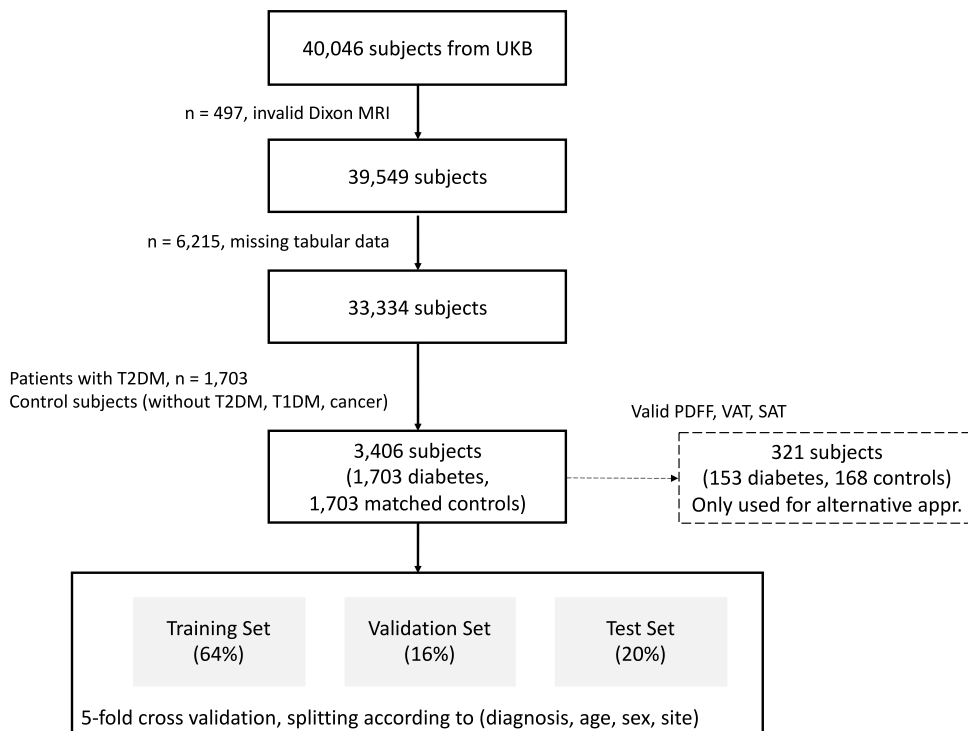 40,046 subjects from UKB
n = 497, invalid Dixon MRI
39,549 subjects
n = 6,215, missing tabular data
33,334 subjects
Patients with T2DM, n = 1,703
Control subjects (without T2DM, T1DM, cancer)
3,406 subjects
(1,703 diabetes,
1,703 matched controls)
Valid PDFF, VAT, SAT
321 subjects
(153 diabetes, 168 controls)
Only used for alternative appr.
Training Set
(64%)
Validation Set
(16%)
Test Set
(20%)
5-fold cross validation, splitting according to (diagnosis, age, sex, site)